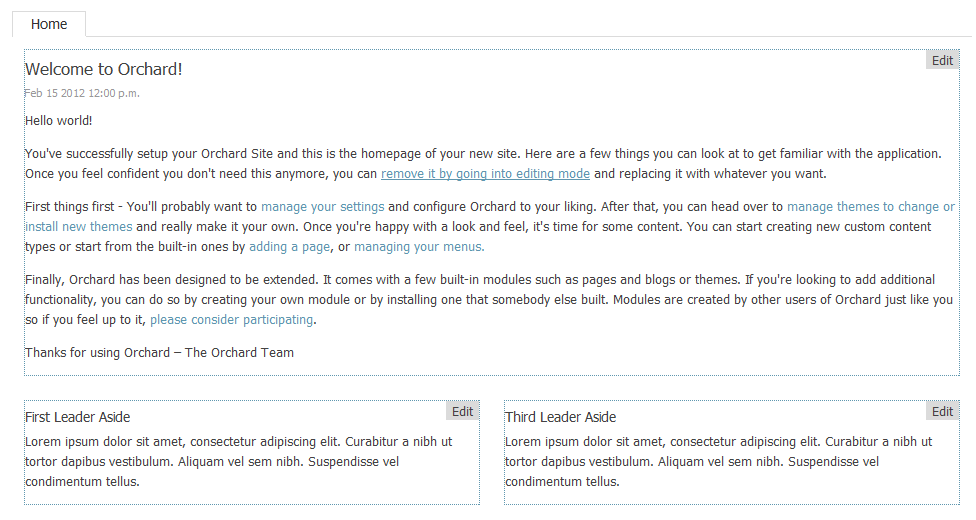 Home
Edit
Welcome to Orchard!
Feb 15 2012 12:00 p.m.
Hello world!
You've successfully setup your Orchard Site and this is the homepage of your new site. Here are a few things you can look at to get familiar with the application.
Once you feel confident you don't need this anymore, you can remove it by going into editing mode and replacing it with whatever you want.
First things first - You'll probably want to manage your settings and configure Orchard to your liking. After that, you can head over to manage themes to change or
install new themes and really make it your own. Once you're happy with a look and feel, it's time for some content. You can start creating new custom content
types or start from the built-in ones by adding a page, or managing your menus.
Finally, Orchard has been designed to be extended. It comes with a few built-in modules such as pages and blogs or themes. If you're looking to add additional
functionality, you can do so by creating your own module or by installing one that somebody else built. Modules are created by other users of Orchard just like you
so if you feel up to it, please consider participating.
Thanks for using Orchard – The Orchard Team
Edit
First Leader Aside
Lorem ipsum dolor sit amet, consectetur adipiscing elit. Curabitur a nibh ut
tortor dapibus vestibulum. Aliquam vel sem nibh. Suspendisse vel
condimentum tellus.
Edit
Third Leader Aside
Lorem ipsum dolor sit amet, consectetur adipiscing elit. Curabitur a nibh ut
tortor dapibus vestibulum. Aliquam vel sem nibh. Suspendisse vel
condimentum tellus.